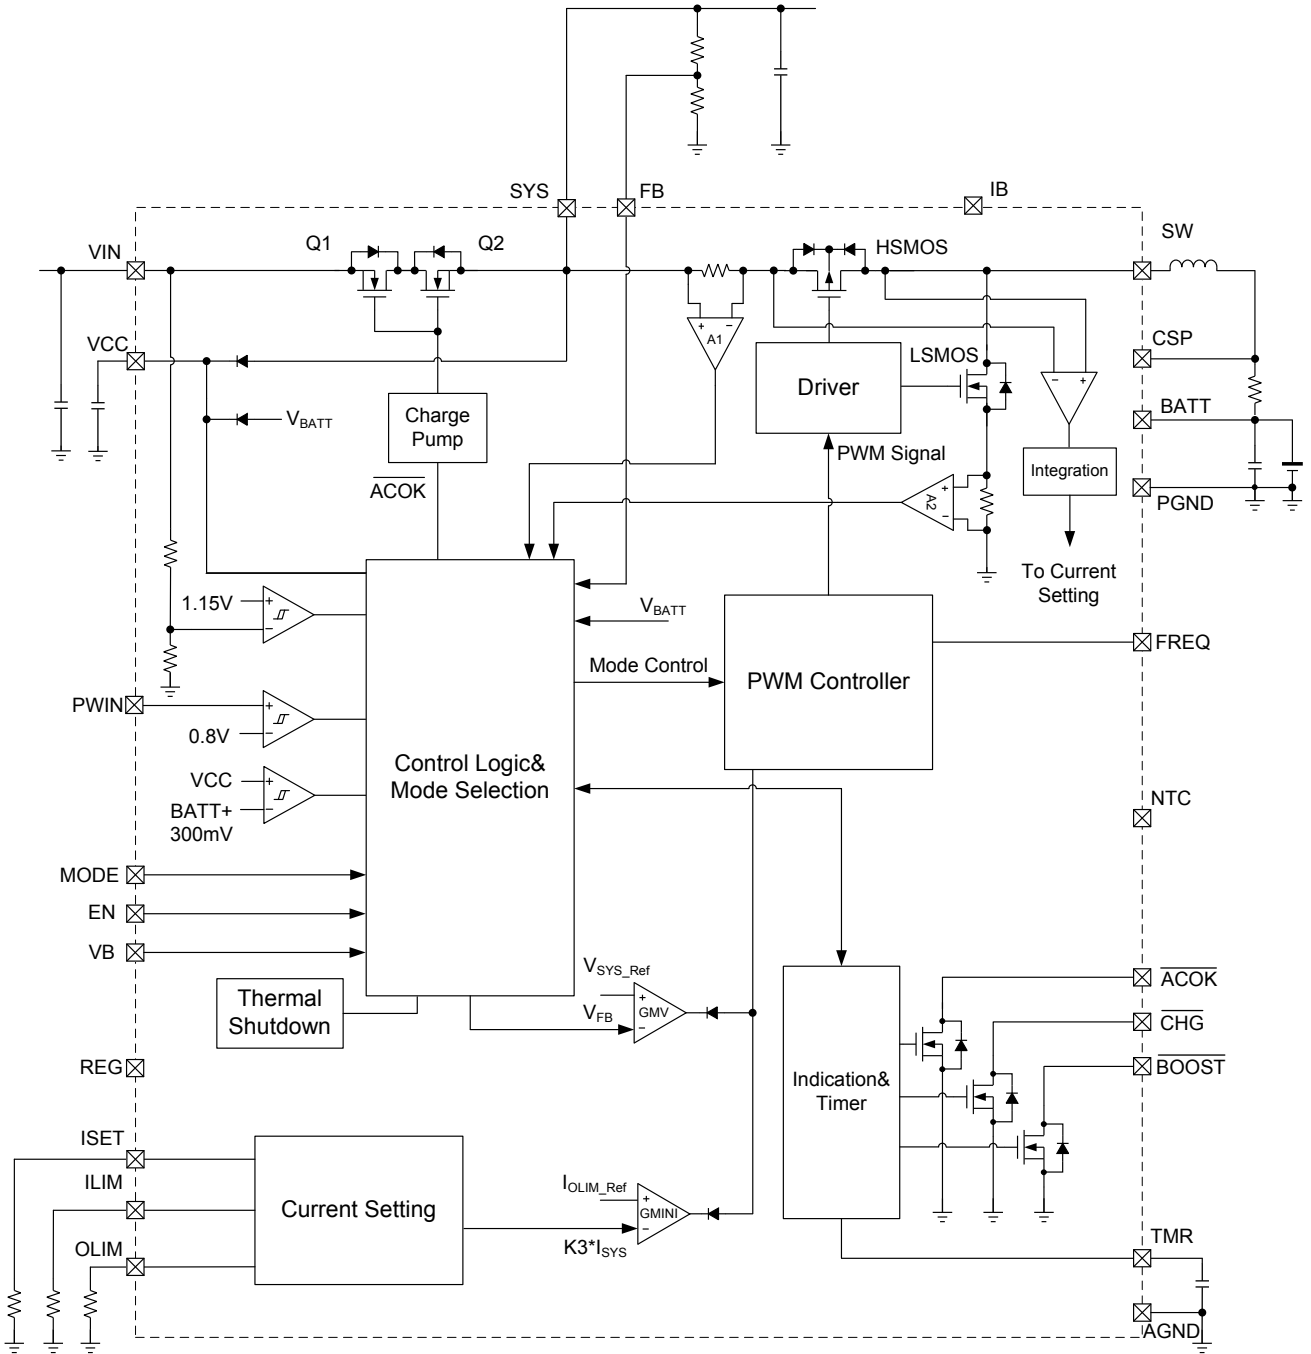 SYS
FB
IB
VIN
Q1
Q2
HSMOS
SW
VCC
+ −
A1
LSMOS
CSP
Driver
− +
V_BATT
Charge
Pump
BATT
PWM Signal
Integration
ACOK
+
A2
−
PGND
To Current
Setting
1.15V
+
−
V_BATT
FREQ
Mode Control
PWM Controller
PWIN
+
0.8V
−
Control Logic&
Mode Selection
VCC
+
BATT+
300mV
−
NTC
MODE
EN
VB
V_SYS_Ref
ACOK
Thermal
Shutdown
+
GMV
V_FB
−
CHG
REG
BOOST
Indication&
Timer
ISET
ILIM
I_OLIM_Ref
Current Setting
+
GMINI
−
K3*I_SYS
OLIM
TMR
AGND